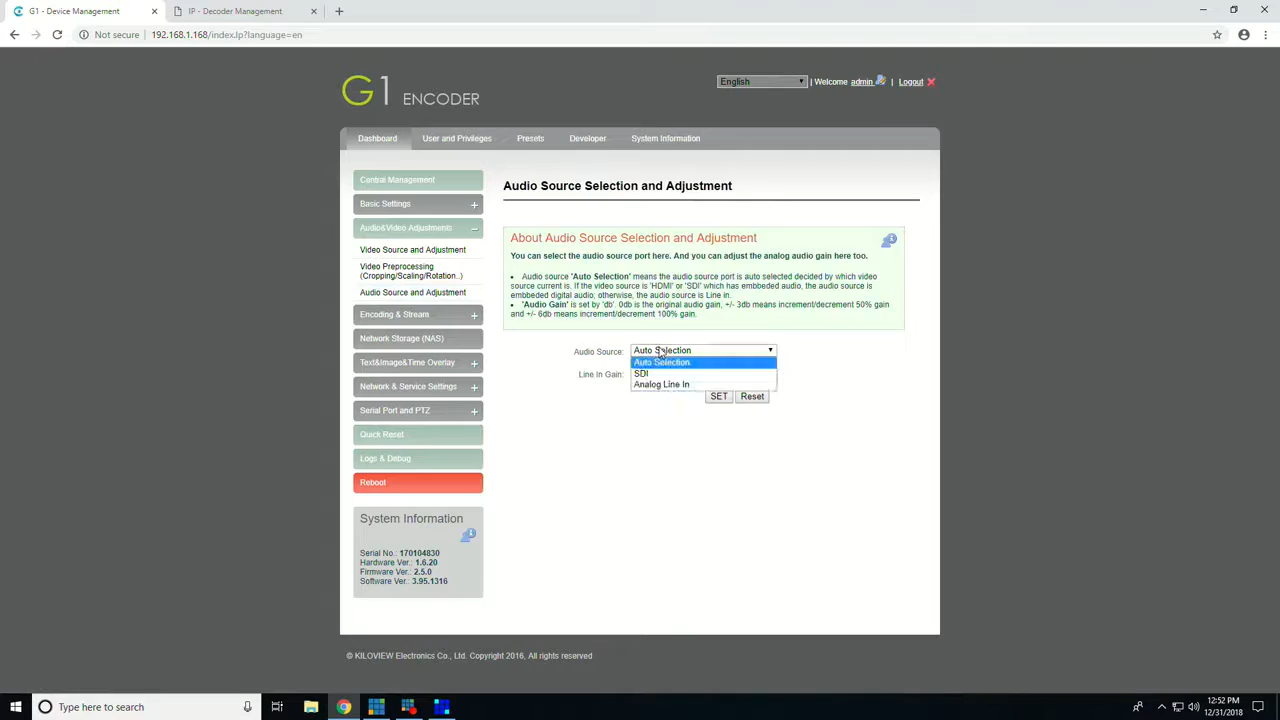 G1 - Device Management
IP - Decoder Management
Not secure
192.168.1.168/index.lp?language=en
G1 ENCODER
English
Welcome admin
Logout
Dashboard
User and Privileges
Presets
Developer
System Information
Central Management
Basic Settings
Audio&Video Adjustments
Video Source and Adjustment
Video Preprocessing
(Cropping/Scaling/Rotation..)
Audio Source and Adjustment
Encoding & Stream
Network Storage (NAS)
Text&Image&Time Overlay
Network & Service Settings
Serial Port and PTZ
Quick Reset
Logs & Debug
Reboot
System Information
Serial No.: 170104830
Hardware Ver.: 1.6.20
Firmware Ver.: 2.5.0
Software Ver.: 3.95.1316
Audio Source Selection and Adjustment
About Audio Source Selection and Adjustment
You can select the audio source port here. And you can adjust the analog audio gain here too.
• Audio source 'Auto Selection' means the audio source port is auto selected decided by which video
source current is. If the video source is 'HDMI' or 'SDI' which has embbeded audio, the audio source is
embbeded digital audio; otherwise, the audio source is Line in.
• 'Audio Gain' is set by 'db'. 0db is the original audio gain, +/- 3db means increment/decrement 50% gain
and +/- 6db means increment/decrement 100% gain.
Audio Source:
Auto Selection
Auto Selection
SDI
Analog Line In
Line In Gain:
SET
Reset
© KILOVIEW Electronics Co., Ltd. Copyright 2016, All rights reserved
Type here to search
12:52 PM
12/31/2018